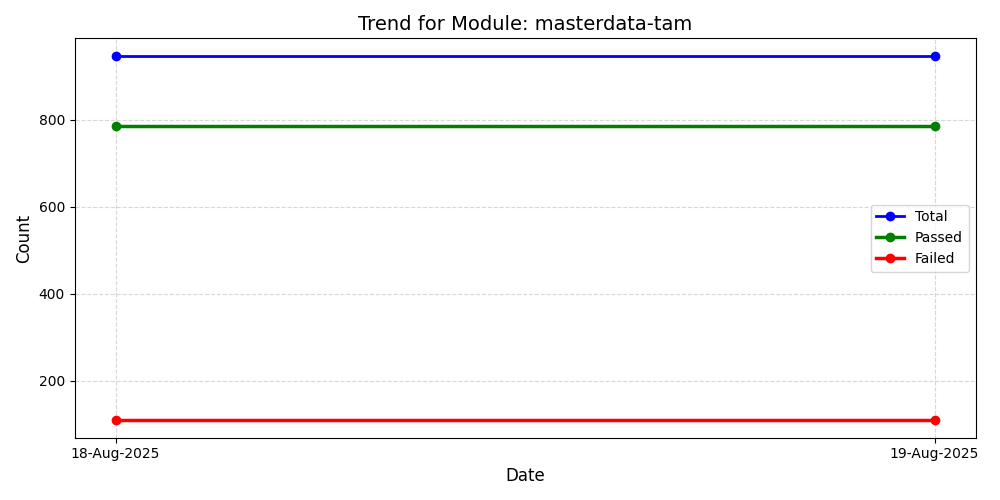 Trend for Module: masterdata-tam
Count
800
600
400
200
Total
Passed
Failed
18-Aug-2025
19-Aug-2025
Date